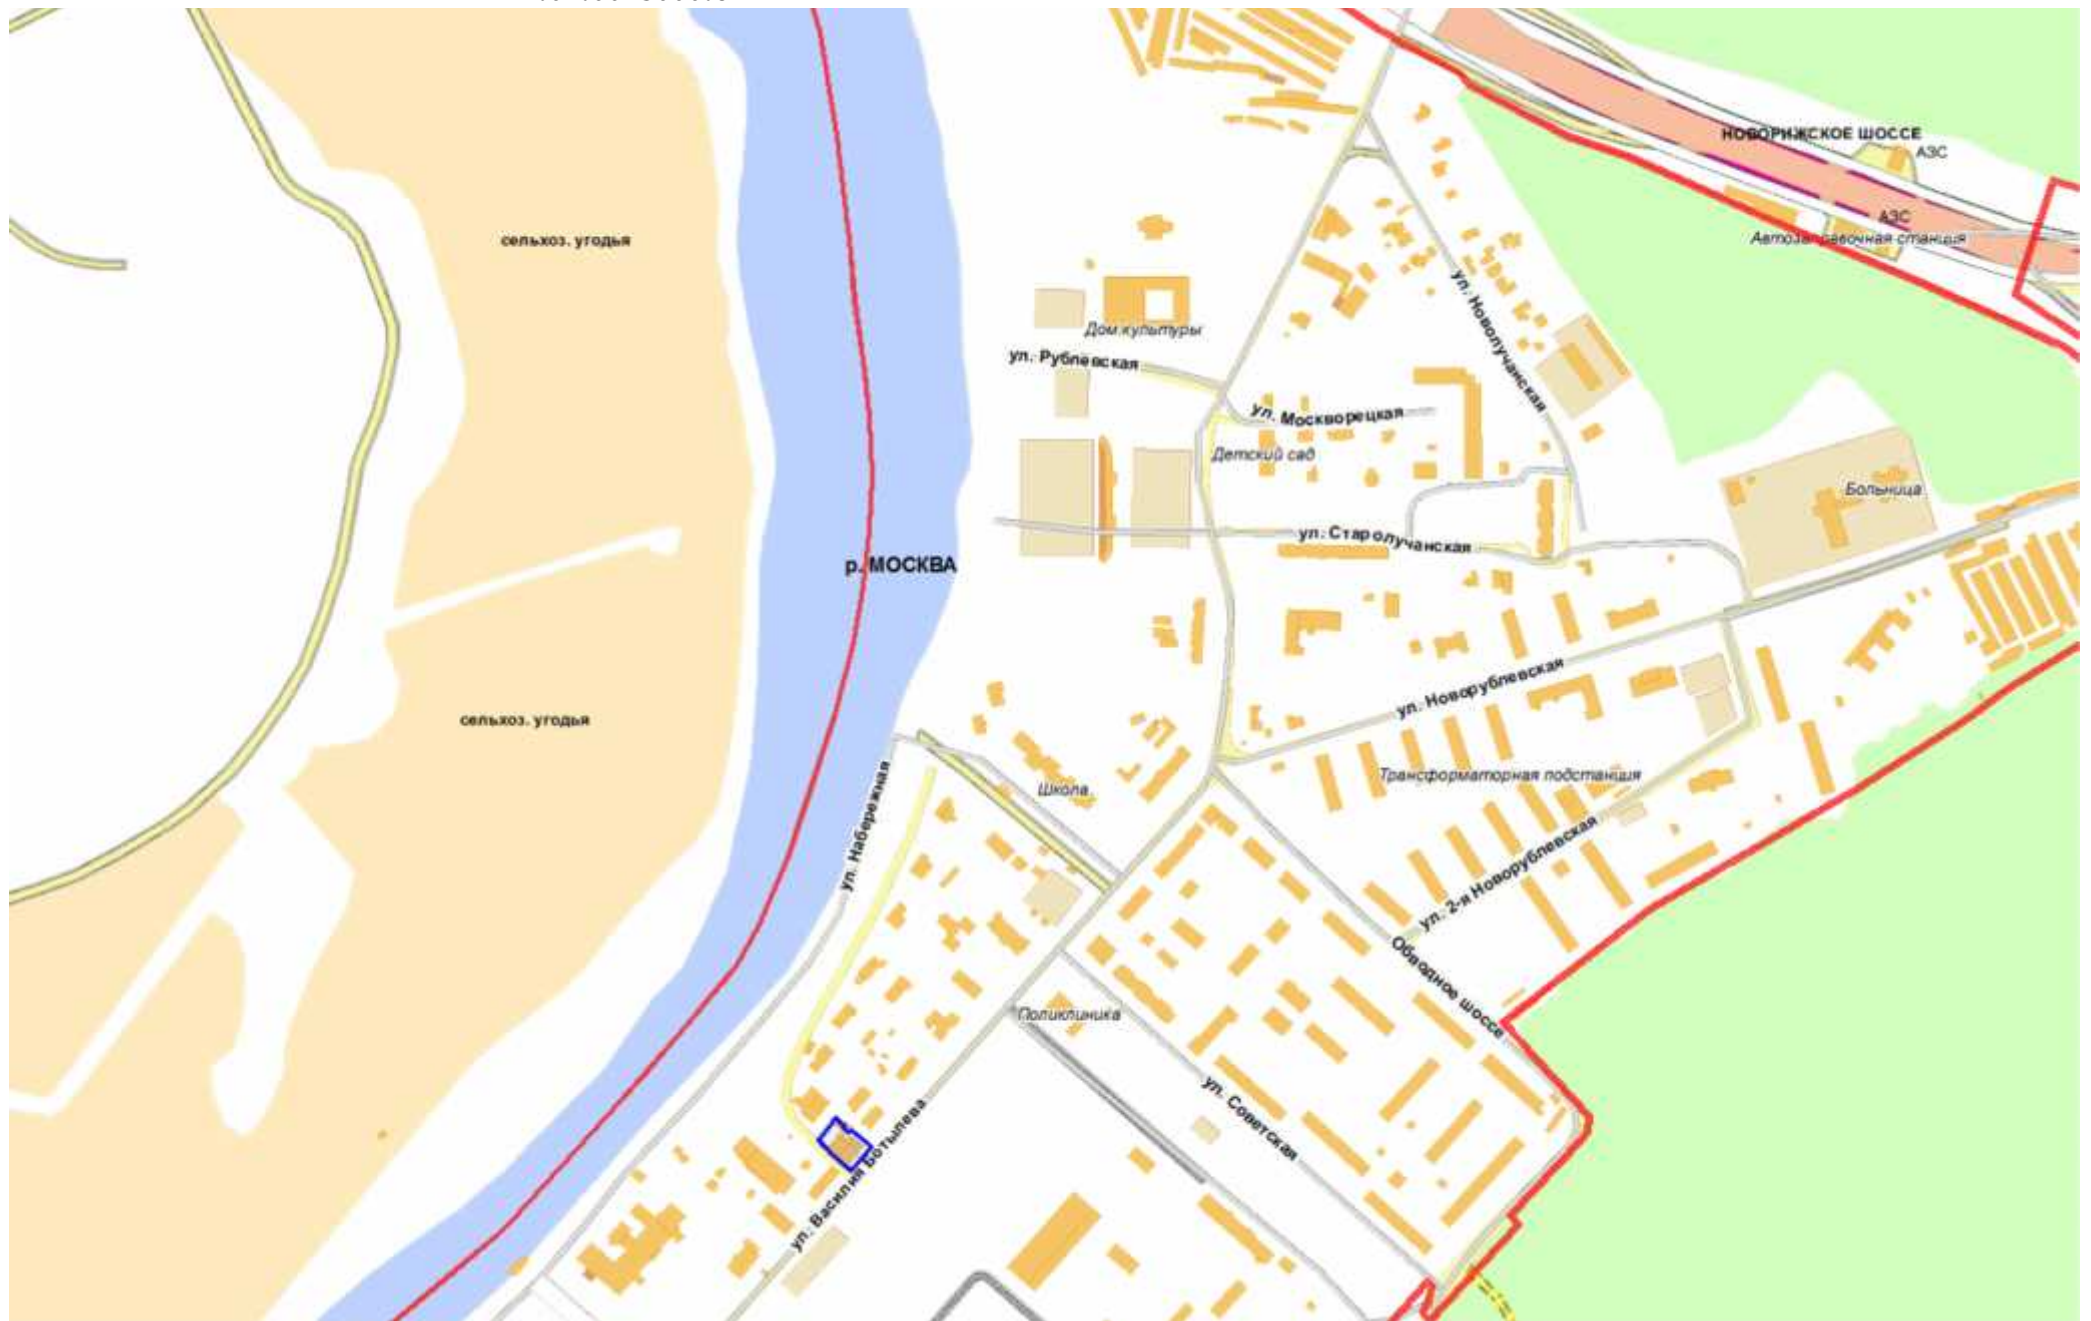 НОВОРИЖСКОЕ ШОССЕ
АЗС
АЗС
Автозаправочная станция
сельхоз. угодья
ул. Новолучанская
Дом культуры
ул. Рублевская
ул. Москворецкая
Детский сад
Больница
ул. Старолучанская
р. МОСКВА
ул. Новорублевская
сельхоз. угодья
Трансформаторная подстанция
Школа
ул. Набережная
ул. 2-я Новорублевская
Обводное шоссе
Поликлиника
ул. Советская
ул. Василия Ботылева